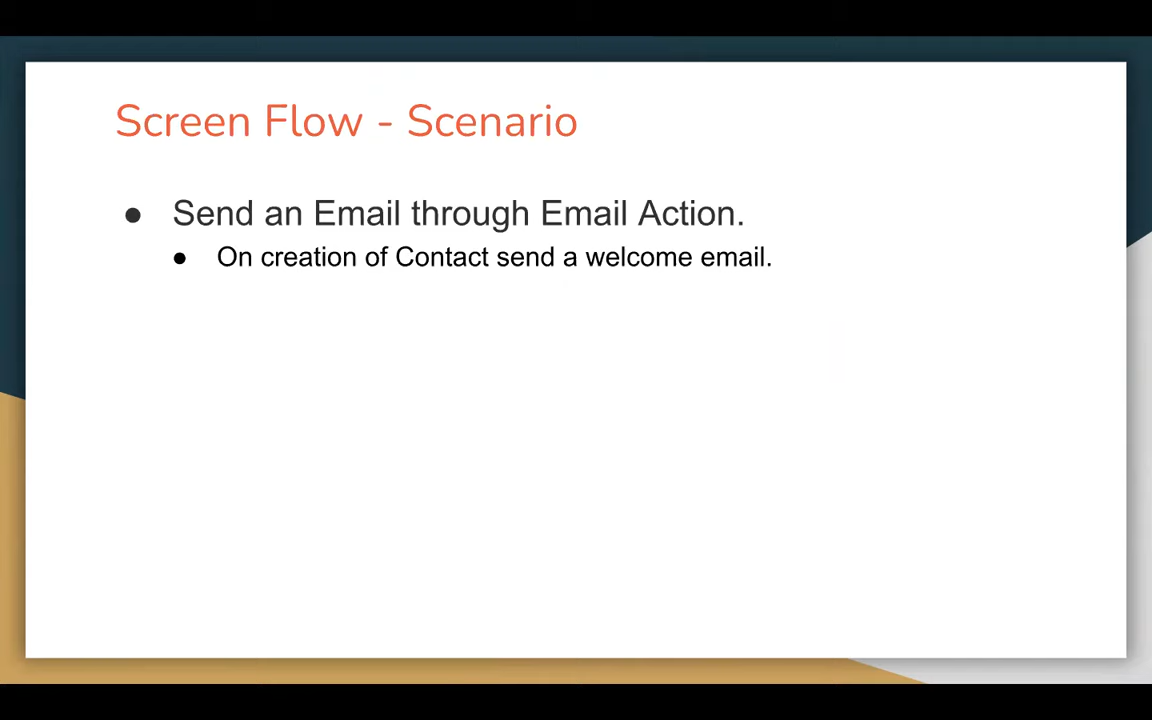 Screen Flow - Scenario
● Send an Email through Email Action.
● On creation of Contact send a welcome email.